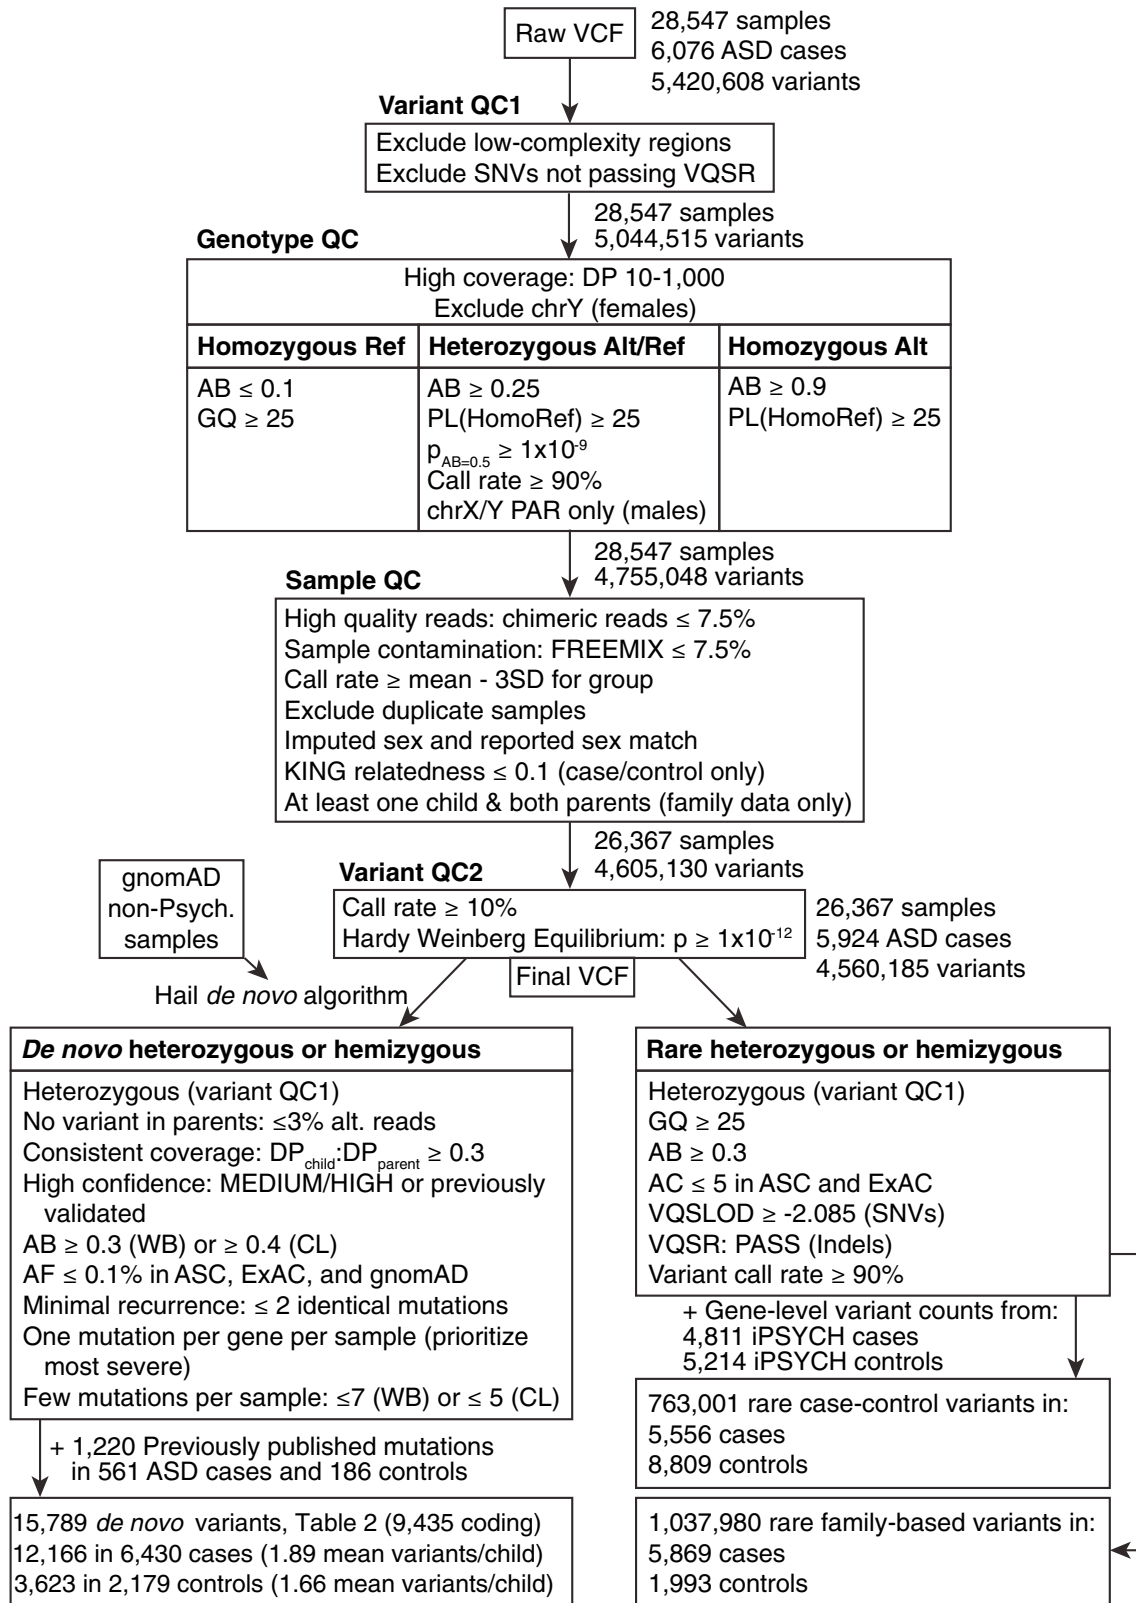 Raw VCF
28,547 samples
6,076 ASD cases
5,420,608 variants
Variant QC1
Exclude low-complexity regions
Exclude SNVs not passing VQSR
28,547 samples
5,044,515 variants
Genotype QC
High coverage: DP 10-1,000
Exclude chrY (females)
Homozygous Ref
AB ≤ 0.1
GQ ≥ 25
Heterozygous Alt/Ref
AB ≥ 0.25
PL(HomoRef) ≥ 25
pAB=0.5 ≥ 1x10-9
Call rate ≥ 90%
chrX/Y PAR only (males)
Homozygous Alt
AB ≥ 0.9
PL(HomoRef) ≥ 25
28,547 samples
4,755,048 variants
Sample QC
High quality reads: chimeric reads ≤ 7.5%
Sample contamination: FREEMIX ≤ 7.5%
Call rate ≥ mean - 3SD for group
Exclude duplicate samples
Imputed sex and reported sex match
KING relatedness ≤ 0.1 (case/control only)
At least one child & both parents (family data only)
26,367 samples
4,605,130 variants
Variant QC2
Call rate ≥ 10%
Hardy Weinberg Equilibrium: p ≥ 1x10-12
Final VCF
26,367 samples
5,924 ASD cases
4,560,185 variants
gnomAD
non-Psych.
samples
Hail de novo algorithm
De novo heterozygous or hemizygous
Heterozygous (variant QC1)
No variant in parents: ≤3% alt. reads
Consistent coverage: DPchild:DPparent ≥ 0.3
High confidence: MEDIUM/HIGH or previously
validated
AB ≥ 0.3 (WB) or ≥ 0.4 (CL)
AF ≤ 0.1% in ASC, ExAC, and gnomAD
Minimal recurrence: ≤ 2 identical mutations
One mutation per gene per sample (prioritize
most severe)
Few mutations per sample: ≤7 (WB) or ≤ 5 (CL)
+ 1,220 Previously published mutations
in 561 ASD cases and 186 controls
15,789 de novo variants, Table 2 (9,435 coding)
12,166 in 6,430 cases (1.89 mean variants/child)
3,623 in 2,179 controls (1.66 mean variants/child)
Rare heterozygous or hemizygous
Heterozygous (variant QC1)
GQ ≥ 25
AB ≥ 0.3
AC ≤ 5 in ASC and ExAC
VQSLOD ≥ -2.085 (SNVs)
VQSR: PASS (Indels)
Variant call rate ≥ 90%
+ Gene-level variant counts from:
4,811 iPSYCH cases
5,214 iPSYCH controls
763,001 rare case-control variants in:
5,556 cases
8,809 controls
1,037,980 rare family-based variants in:
5,869 cases
1,993 controls